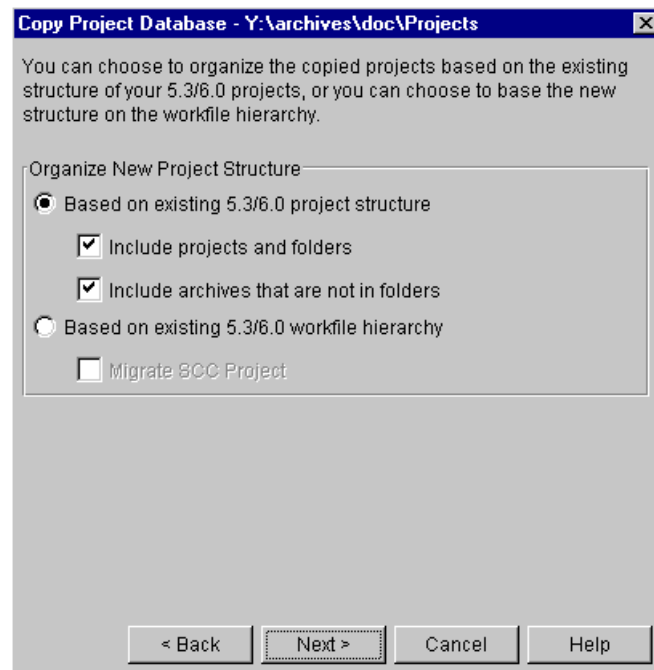 Copy Project Database - Y:\archives\doc\Projects
You can choose to organize the copied projects based on the existing
structure of your 5.3/6.0 projects, or you can choose to base the new
structure on the workfile hierarchy.
Organize New Project Structure
Based on existing 5.3/6.0 project structure
Include projects and folders
Include archives that are not in folders
Based on existing 5.3/6.0 workfile hierarchy
Migrate SCC Project
< Back Next > Cancel Help